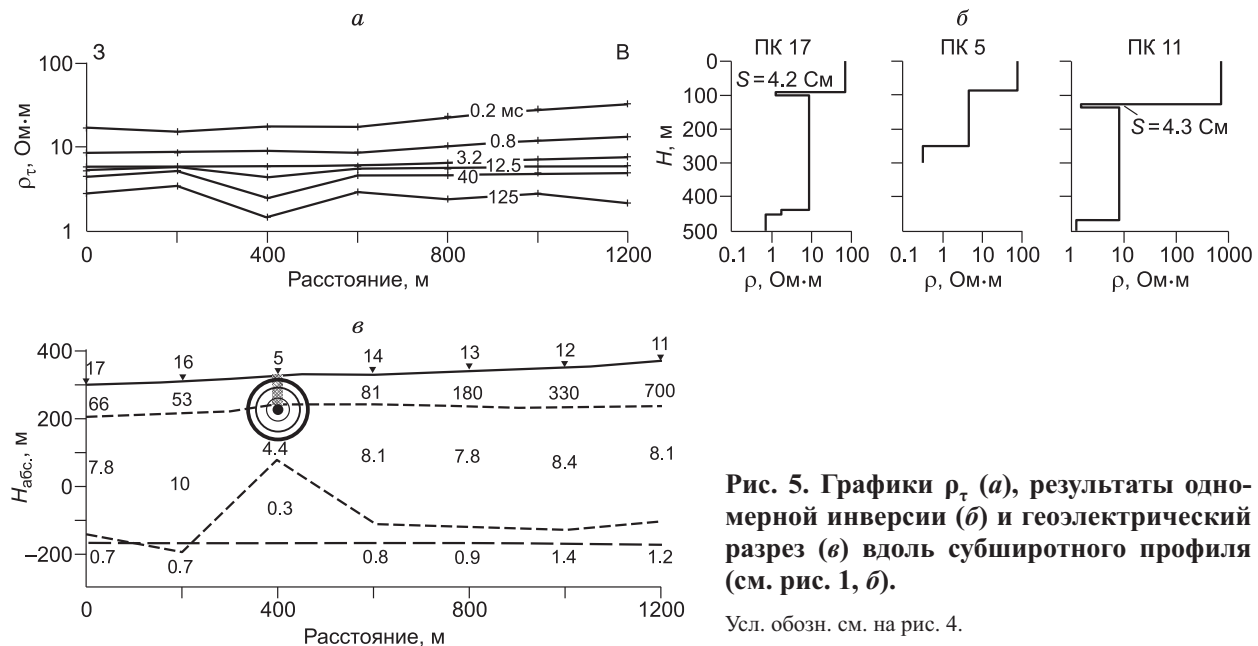 а
З
В
100
10
1
ρτ, Ом·м
0.2 мс
0.8
3.2
12.5
40
125
0
400
800
1200
Расстояние, м
б
ПК 17
ПК 5
ПК 11
0
100
200
300
400
500
H, м
S = 4.2 См
S = 4.3 См
0.1 1 10 100
0.1 1 10 100
1 10 100 1000
ρ, Ом·м
ρ, Ом·м
ρ, Ом·м
в
400
200
0
–200
Hабс., м
17
16
5
14
13
12
11
66
53
81
180
330
700
7.8
10
4.4
8.1
7.8
8.4
8.1
0.3
0.7
0.7
0.8
0.9
1.4
1.2
0
400
800
1200
Расстояние, м
Рис. 5. Графики ρτ (а), результаты одно-
мерной инверсии (б) и геоэлектрический
разрез (в) вдоль субширотного профиля
(см. рис. 1, б).
Усл. обозн. см. на рис. 4.